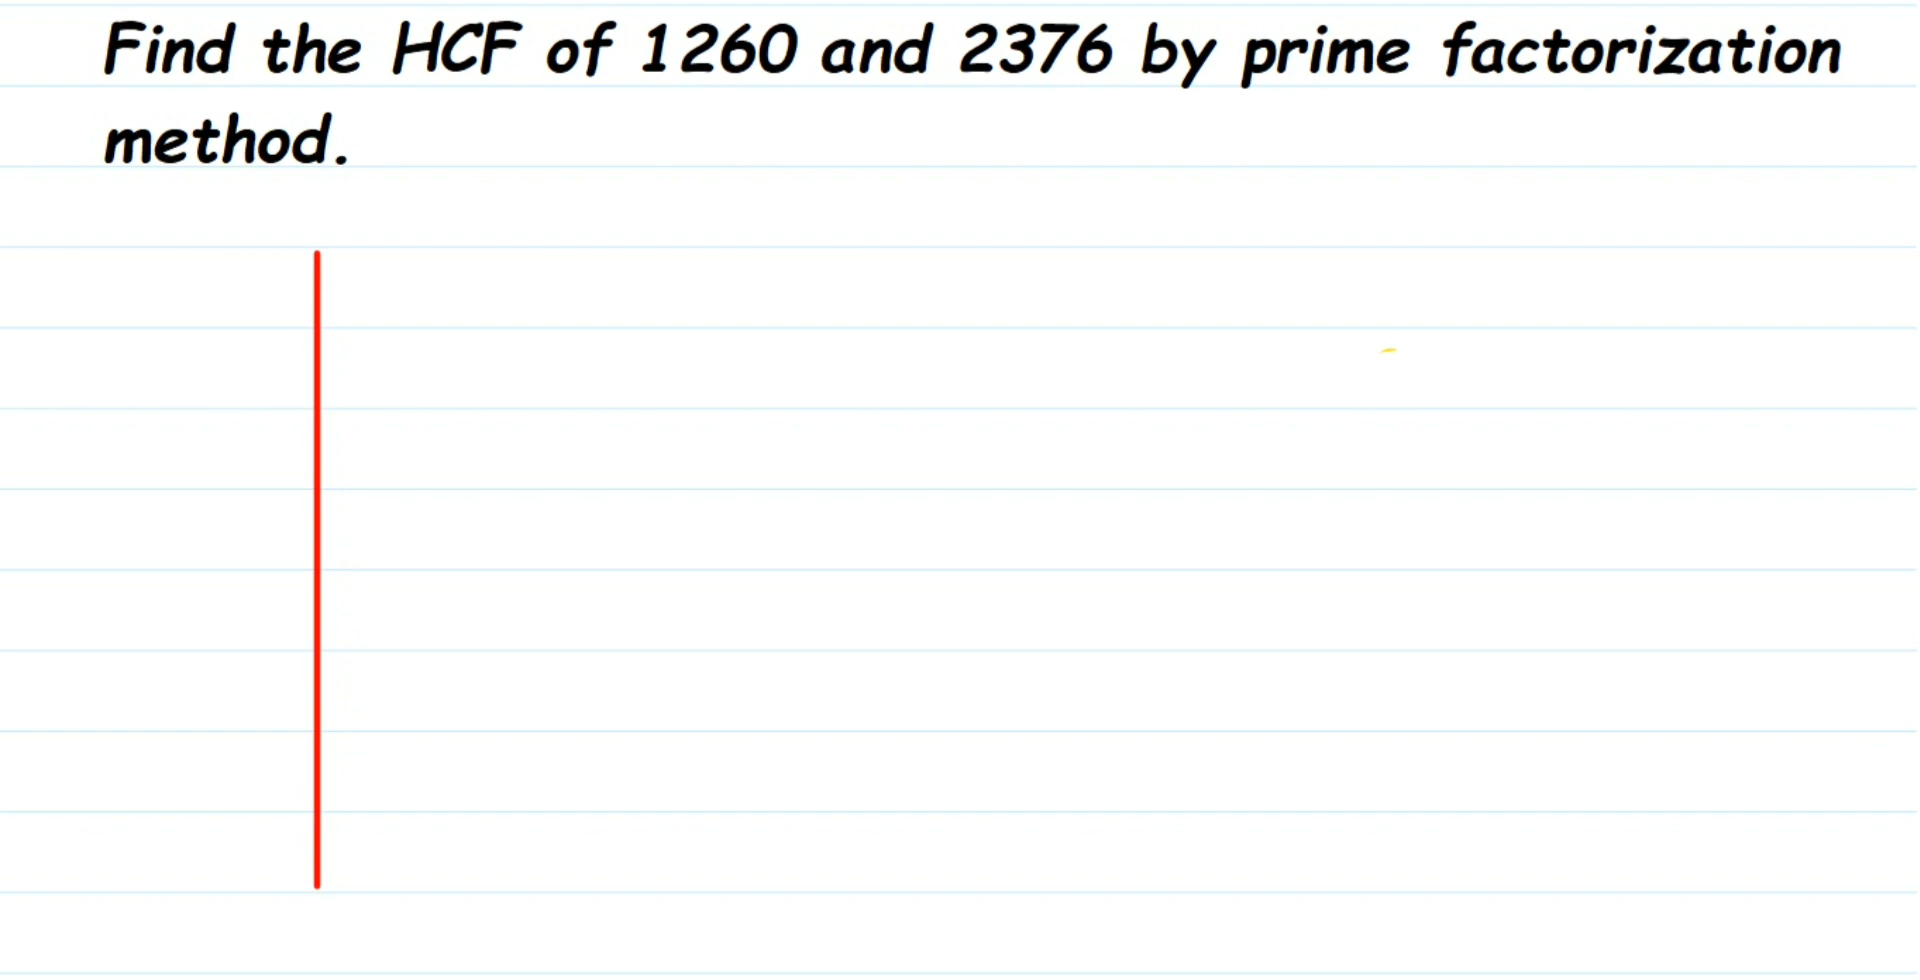 Find the HCF of 1260 and 2376 by prime factorization
method.